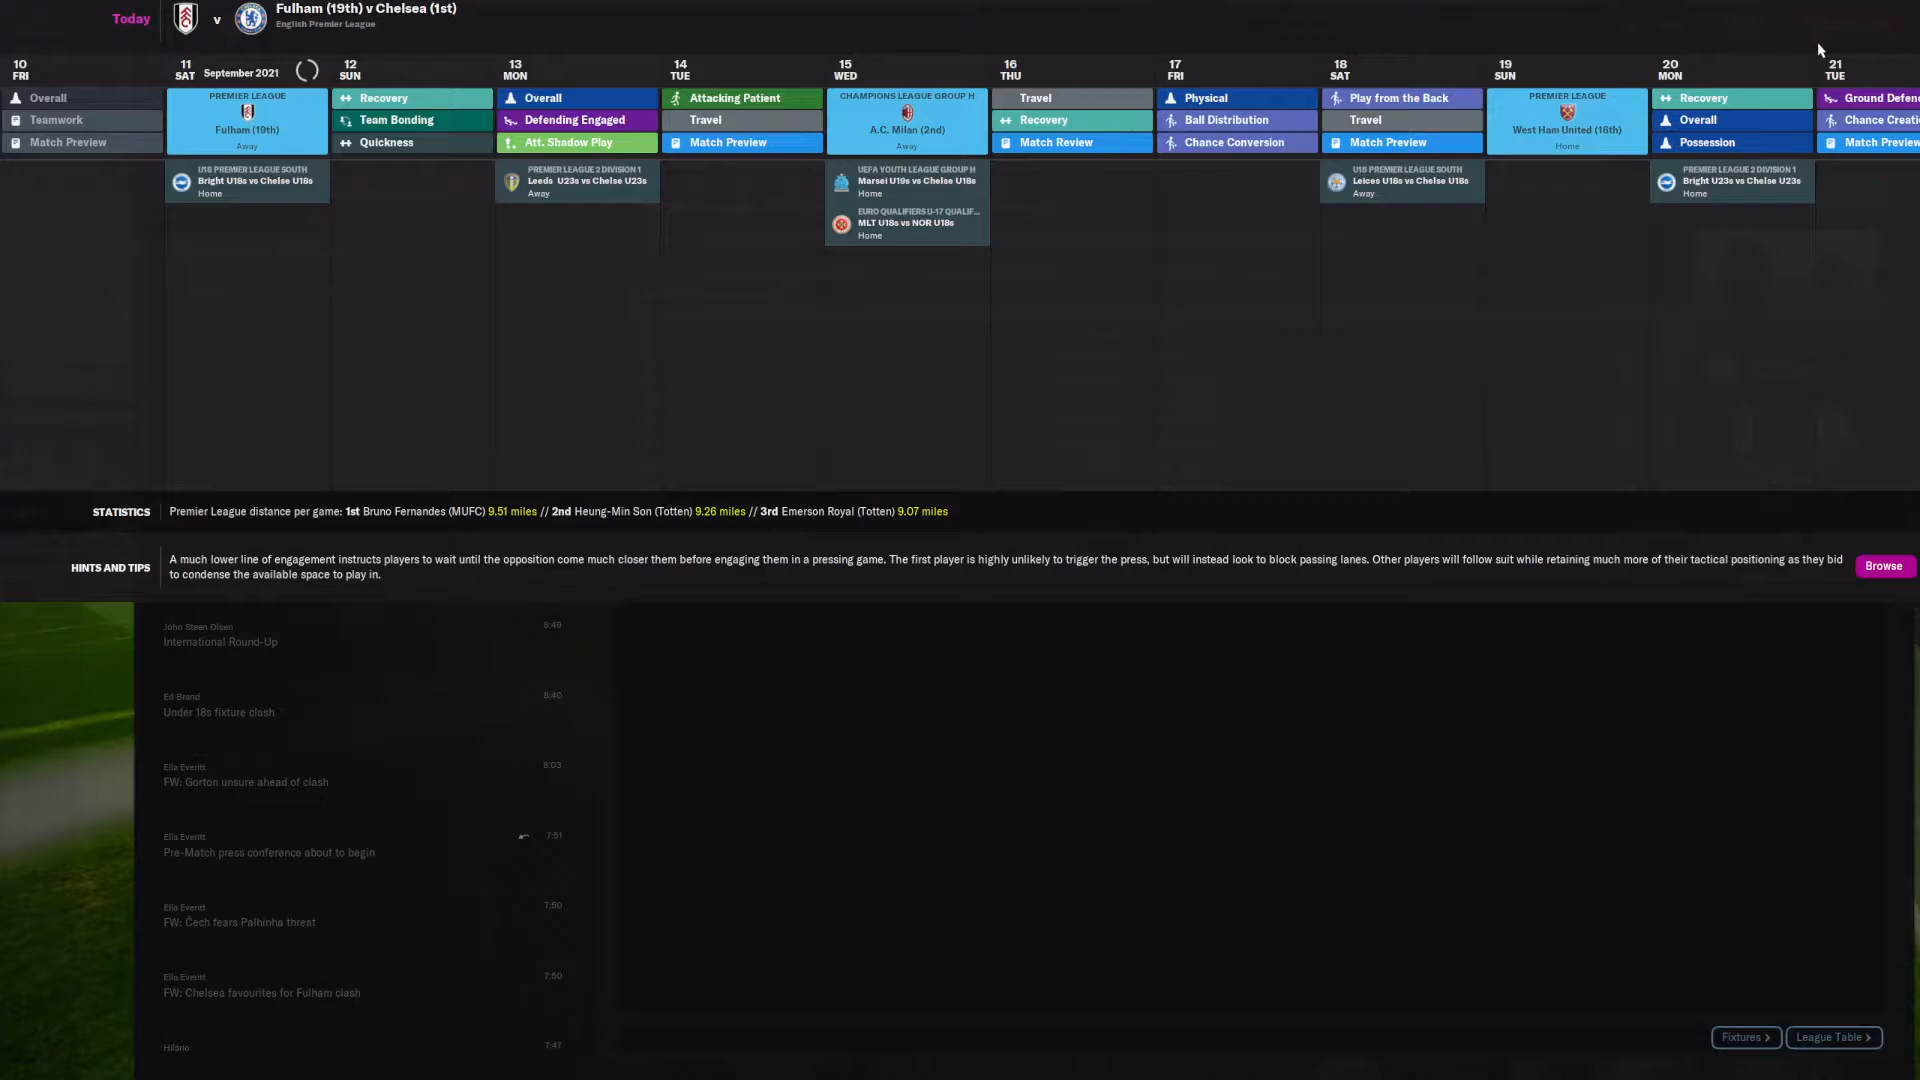 Today
v
Fulham (19th) v Chelsea (1st)
English Premier League
10
FRI
11
SAT September 2021
12
SUN
13
MON
14
TUE
15
WED
16
THU
17
FRI
18
SAT
19
SUN
20
MON
21
TUE
Overall
Teamwork
Match Preview
PREMIER LEAGUE
Fulham (19th)
Away
Recovery
Team Bonding
Quickness
Overall
Defending Engaged
Att. Shadow Play
Attacking Patient
Travel
Match Preview
CHAMPIONS LEAGUE GROUP H
A.C. Milan (2nd)
Away
Travel
Recovery
Match Review
Physical
Ball Distribution
Chance Conversion
Play from the Back
Travel
Match Preview
PREMIER LEAGUE
West Ham United (16th)
Home
Recovery
Overall
Possession
Ground Defenc
Chance Creatic
Match Preview
U18 PREMIER LEAGUE SOUTH
Bright U18s vs Chelse U18s
Home
PREMIER LEAGUE 2 DIVISION 1
Leeds U23s vs Chelse U23s
Away
UEFA YOUTH LEAGUE GROUP H
Marsei U19s vs Chelse U18s
Home
EURO QUALIFIERS U-17 QUALIF...
MLT U18s vs NOR U18s
Home
U18 PREMIER LEAGUE SOUTH
Leices U18s vs Chelse U18s
Away
PREMIER LEAGUE 2 DIVISION 1
Bright U23s vs Chelse U23s
Home
STATISTICS
Premier League distance per game: 1st Bruno Fernandes (MUFC) 9.51 miles // 2nd Heung-Min Son (Totten) 9.26 miles // 3rd Emerson Royal (Totten) 9.07 miles
HINTS AND TIPS
A much lower line of engagement instructs players to wait until the opposition come much closer them before engaging them in a pressing game. The first player is highly unlikely to trigger the press, but will instead look to block passing lanes. Other players will follow suit while retaining much more of their tactical positioning as they bid
to condense the available space to play in.
Browse
John Steen Olsen 8:49
International Round-Up
Ed Brand 8:40
Under 18s fixture clash
Ella Everitt 8:03
FW: Gorton unsure ahead of clash
Ella Everitt 7:51
Pre-Match press conference about to begin
Ella Everitt 7:50
FW: Čech fears Palhinha threat
Ella Everitt 7:50
FW: Chelsea favourites for Fulham clash
Hilário 7:47
Fixtures >
League Table >